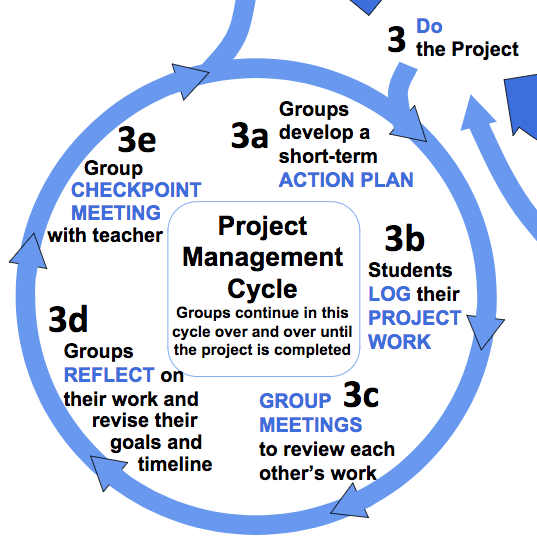 3 Do
the Project
3a Groups
develop a
short-term
ACTION PLAN
3b
Students
LOG their
PROJECT
WORK
3c
GROUP
MEETINGS
to review each
other's work
3d
Groups
REFLECT on
their work and
revise their
goals and
timeline
3e
Group
CHECKPOINT
MEETING
with teacher
Project
Management
Cycle
Groups continue in this
cycle over and over until
the project is completed